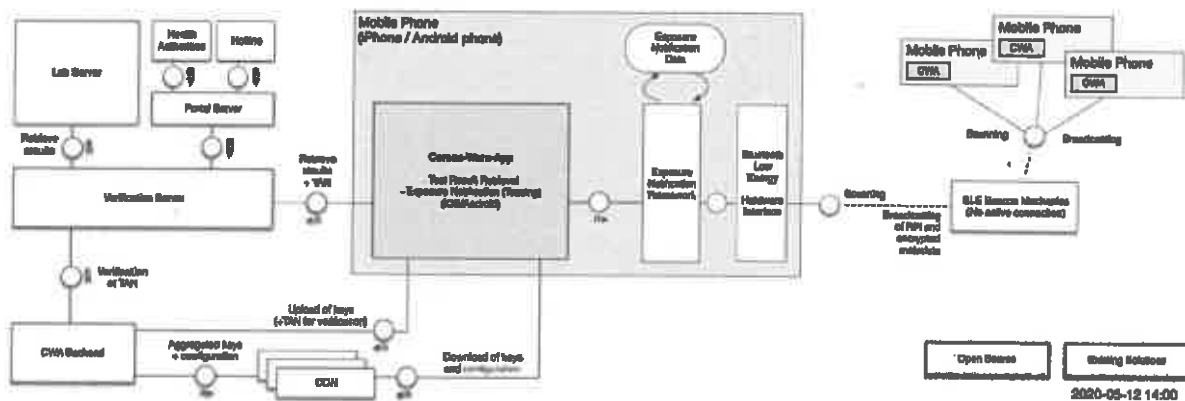 Mobile Phone
(iPhone / Android phone)
Health
Authorities
Hotline
Lab Server
Portal Server
Retrieve
results
Verification Server
Retrieve
results
+ TAN
Corona-Warn-App
- Test Result Retrieval
- Exposure Notification (Tracing)
Exposure
Notification
Data
Exposure
Notification
Framework
Bluetooth
Low
Energy
Hardware
Interface
Mobile Phone
CWA
Mobile Phone
CWA
Mobile Phone
CWA
Scanning
Broadcasting
Scanning
Broadcasting
of RPI and
encrypted
metadata
BLE Beacon Mechanics
(No active connection)
Verification
of TAN
CWA Backend
Upload of keys
(+TAN for verification)
Aggregated keys
+ configuration
CDN
Download of keys
and configuration
Open Source
Existing Solutions
2020-05-12 14:00